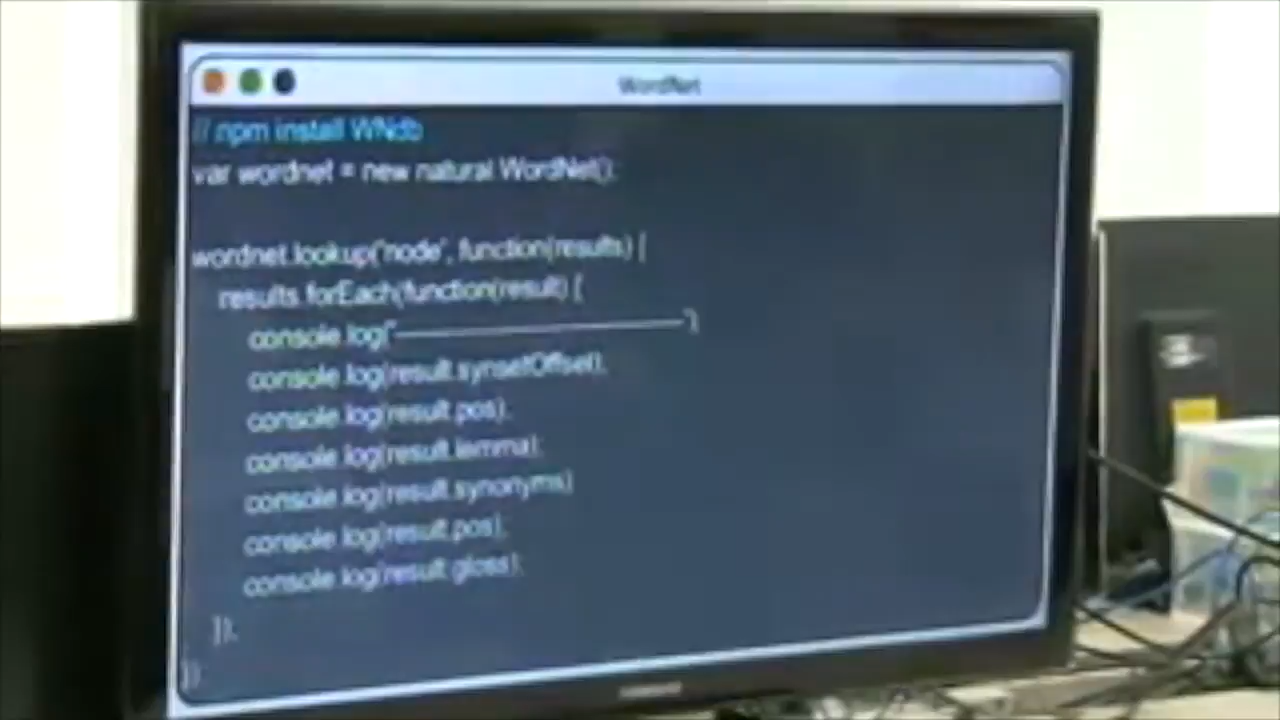 WordNet
// npm install WNdb
var wordnet = new natural.WordNet();
wordnet.lookup('node', function(results) {
results.forEach(function(result) {
console.log('------------------------------------');
console.log(result.synsetOffset);
console.log(result.pos);
console.log(result.lemma);
console.log(result.synonyms);
console.log(result.pos);
console.log(result.gloss);
});
});